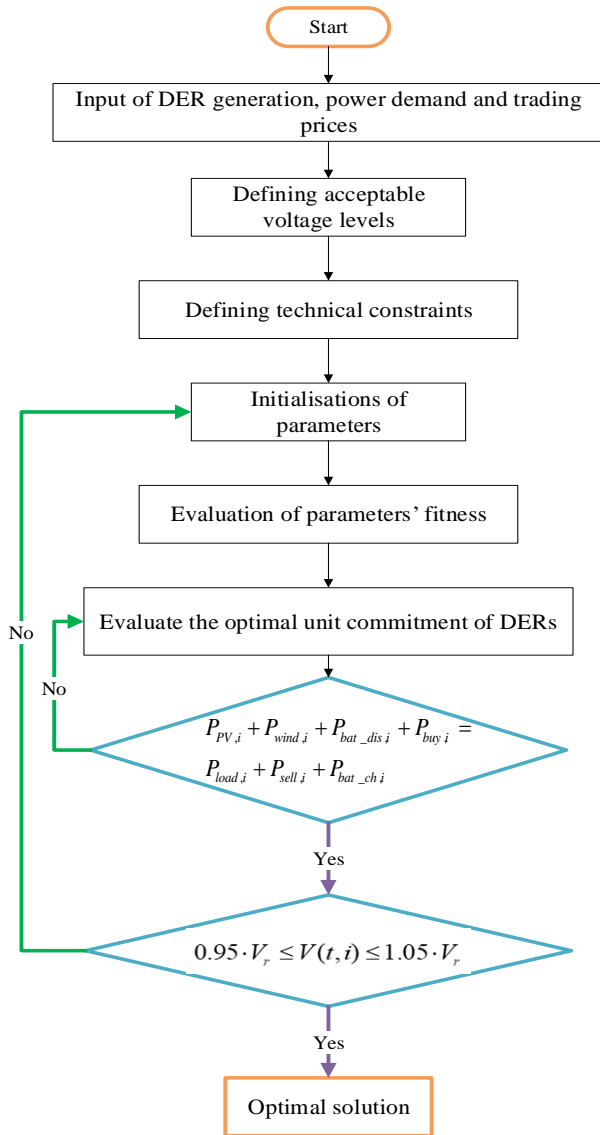 Start
Input of DER generation, power demand and trading
prices
Defining acceptable
voltage levels
Defining technical constraints
Initialisations of
parameters
Evaluation of parameters' fitness
Evaluate the optimal unit commitment of DERs
No
No
P_{PV,i} + P_{wind,i} + P_{bat_dis,i} + P_{buy,i} =
P_{load,i} + P_{sell,i} + P_{bat_ch,i}
Yes
0.95 · V_r ≤ V(t,i) ≤ 1.05 · V_r
Yes
Optimal solution